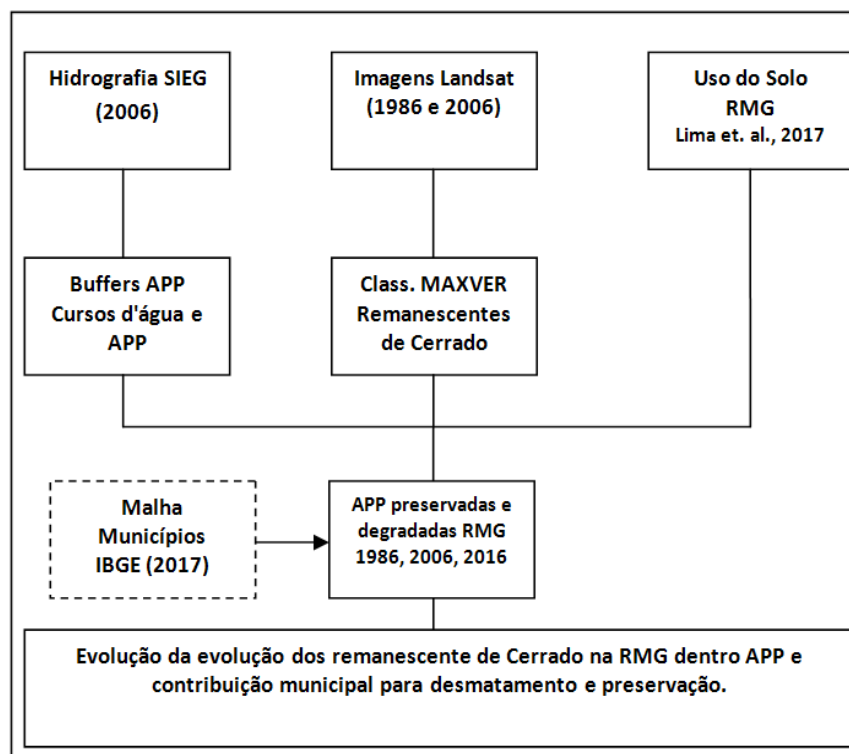 Hidrografia SIEG
(2006)
Imagens Landsat
(1986 e 2006)
Uso do Solo
RMG
Lima et. al., 2017
Buffers APP
Cursos d'água e
APP
Class. MAXVER
Remanescentes
de Cerrado
Malha
Municípios
IBGE (2017)
APP preservadas e
degradadas RMG
1986, 2006, 2016
Evolução da evolução dos remanescente de Cerrado na RMG dentro APP e
contribuição municipal para desmatamento e preservação.